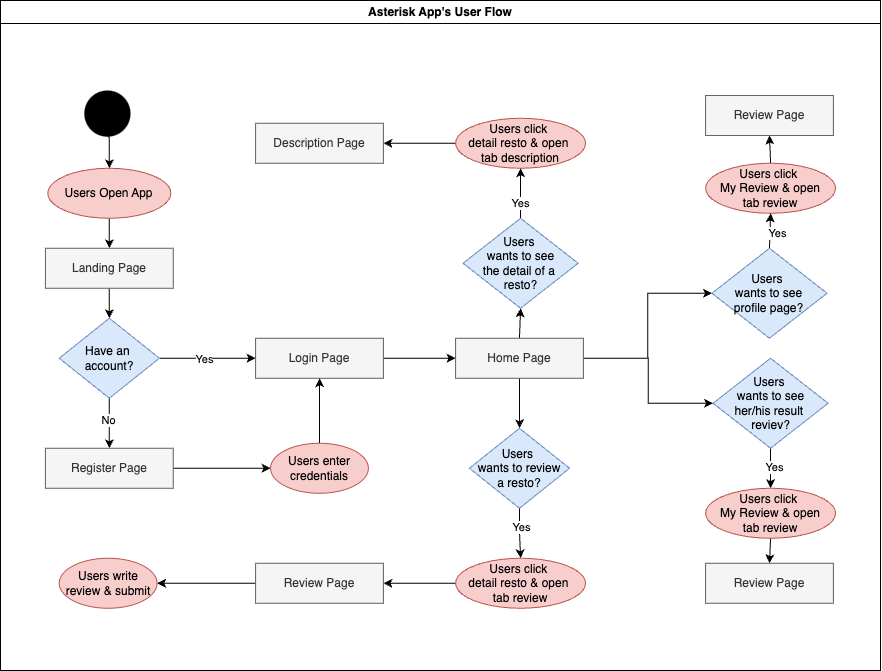 Asterisk App's User Flow
Users Open App
Landing Page
Have an
account?
Yes
No
Register Page
Users enter
credentials
Login Page
Home Page
Users
wants to see
the detail of a
resto?
Yes
Users click
detail resto & open
tab description
Description Page
Users
wants to review
a resto?
Yes
Users click
detail resto & open
tab review
Review Page
Users write
review & submit
Users
wants to see
profile page?
Yes
Users click
My Review & open
tab review
Review Page
Users
wants to see
her/his result
reviev?
Yes
Users click
My Review & open
tab review
Review Page